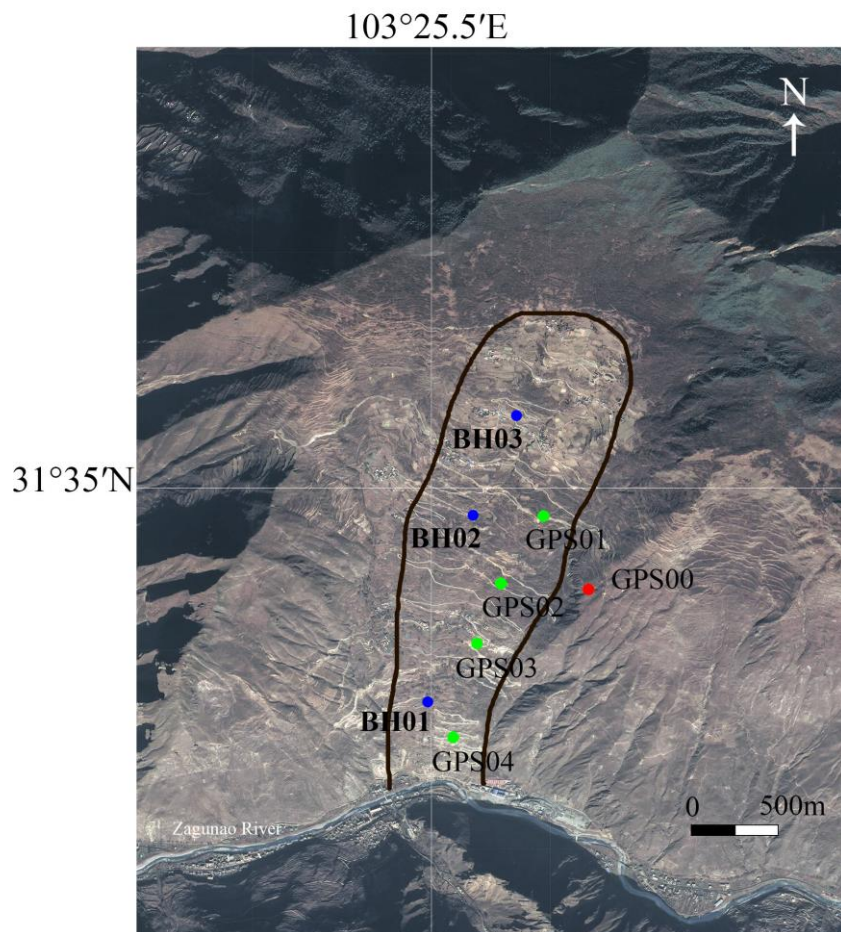 103°25.5′E
N
BH03
31°35′N
BH02
GPS01
GPS00
GPS02
GPS03
BH01
GPS04
0 500m
Zagunao River